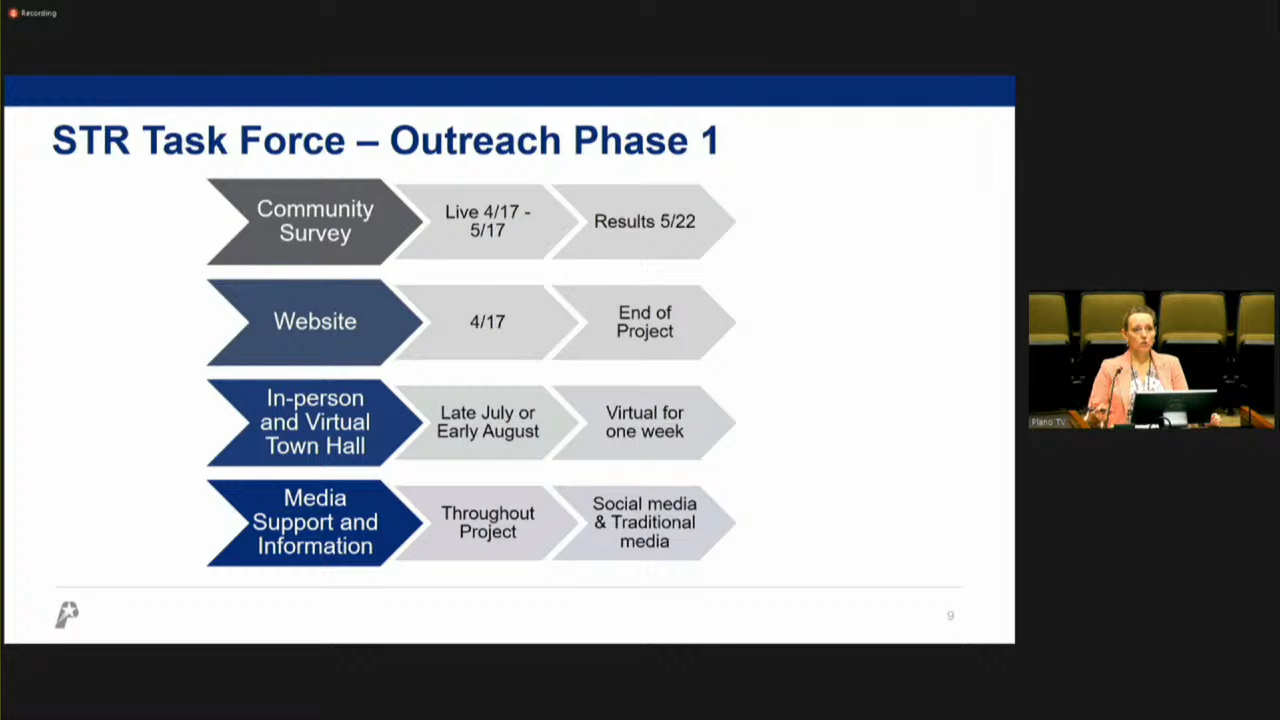 Recording
STR Task Force – Outreach Phase 1
Community
Survey
Live 4/17 -
5/17
Results 5/22
Website
4/17
End of
Project
In-person
and Virtual
Town Hall
Late July or
Early August
Virtual for
one week
Media
Support and
Information
Throughout
Project
Social media
& Traditional
media
9
Plano TV